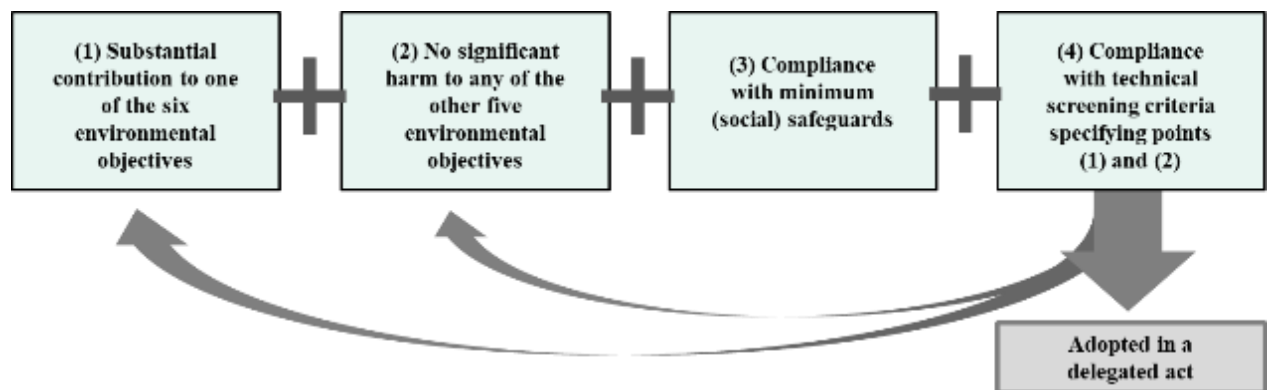 (1) Substantial
contribution to one
of the six
environmental
objectives
(2) No significant
harm to any of the
other five
environmental
objectives
(3) Compliance
with minimum
(social) safeguards
(4) Compliance
with technical
screening criteria
specifying points
(1) and (2)
Adopted in a
delegated act